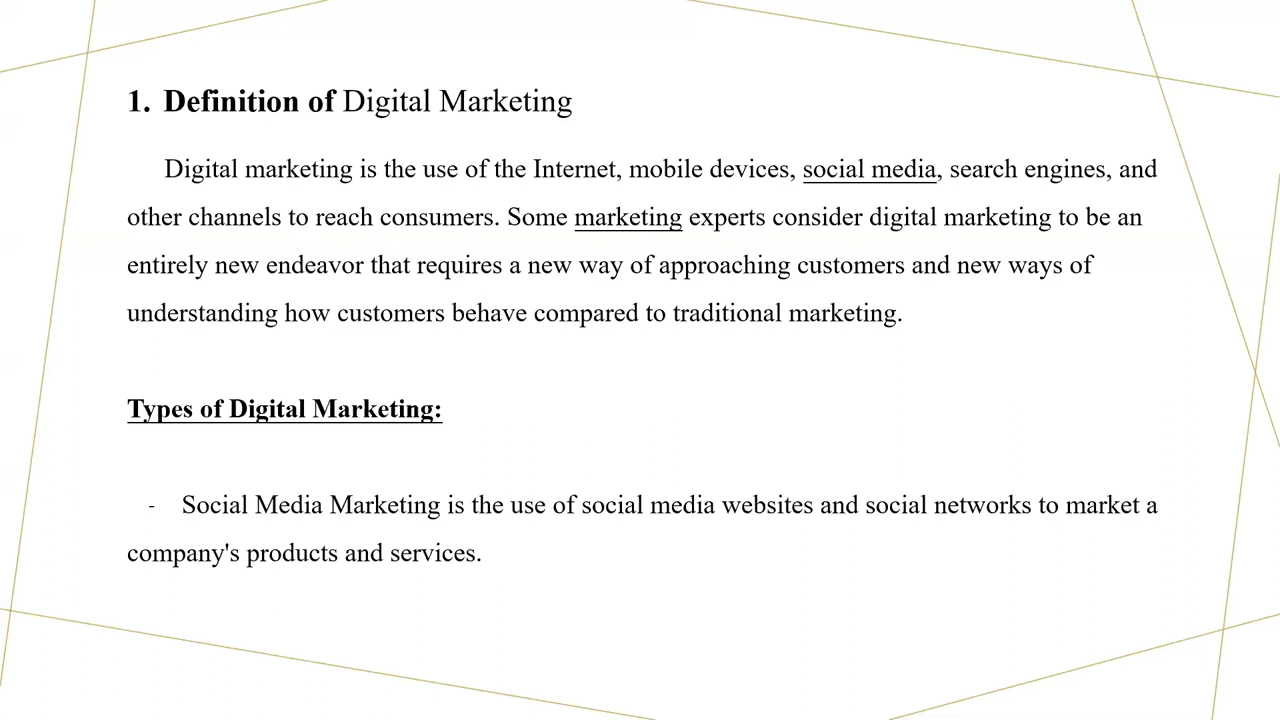 1. Definition of Digital Marketing
Digital marketing is the use of the Internet, mobile devices, social media, search engines, and
other channels to reach consumers. Some marketing experts consider digital marketing to be an
entirely new endeavor that requires a new way of approaching customers and new ways of
understanding how customers behave compared to traditional marketing.
Types of Digital Marketing:
- Social Media Marketing is the use of social media websites and social networks to market a
company's products and services.